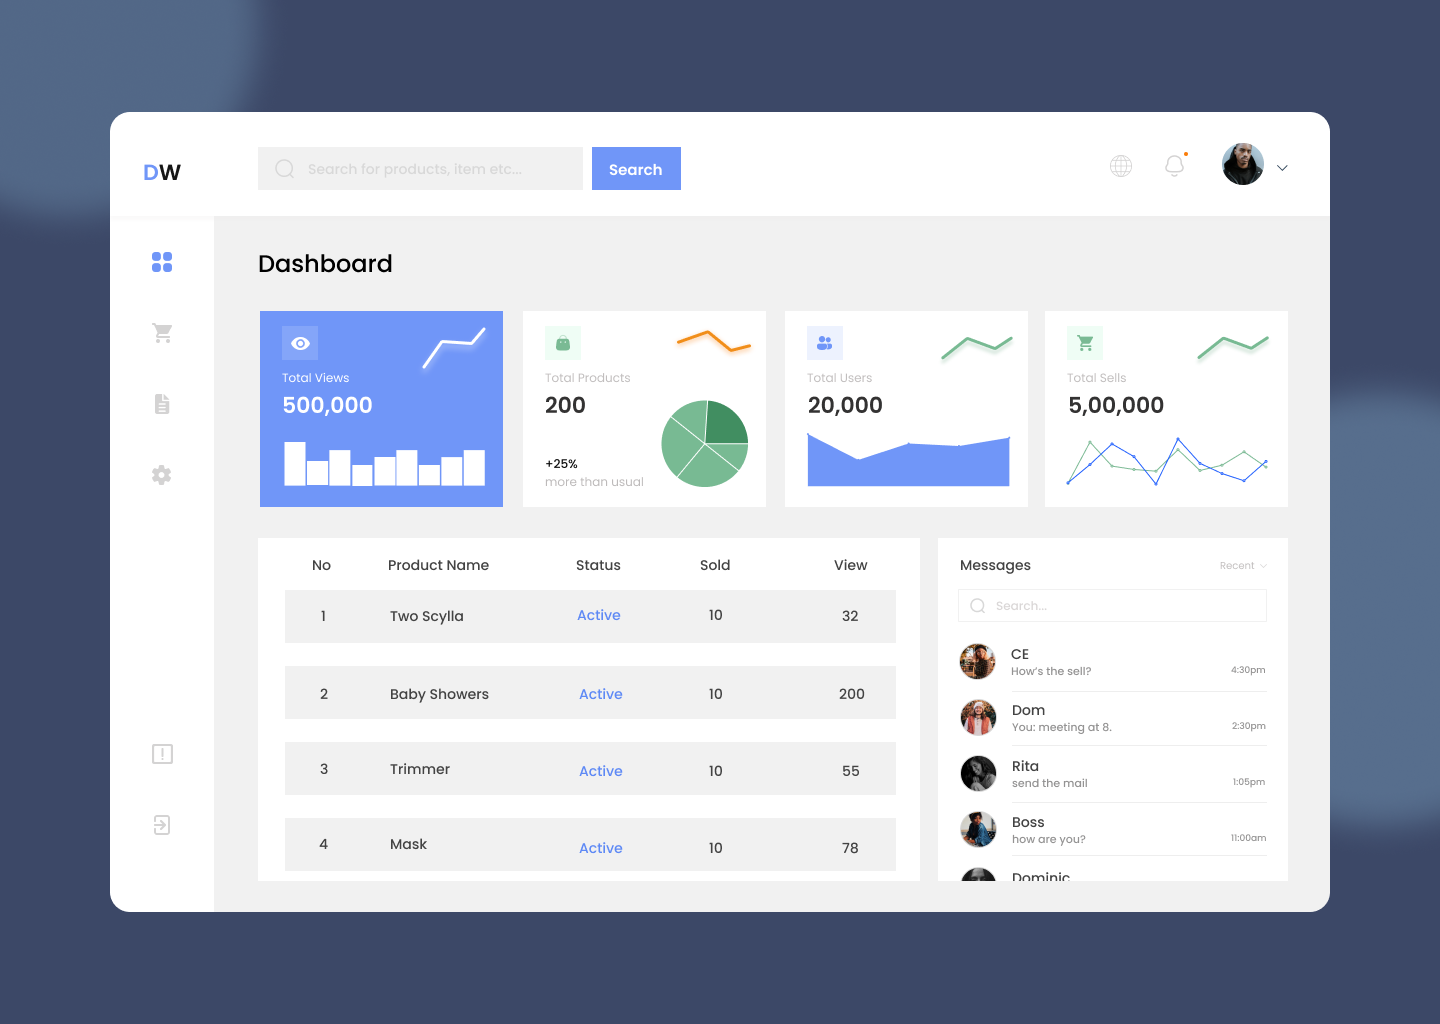 DW
Search for products, item etc...
Search
Dashboard
Total Views
500,000
Total Products
200
+25%
more than usual
Total Users
20,000
Total Sells
5,00,000
No Product Name Status Sold View
1 Two Scylla Active 10 32
2 Baby Showers Active 10 200
3 Trimmer Active 10 55
4 Mask Active 10 78
Messages Recent
Search...
CE
How's the sell? 4:30pm
Dom
You: meeting at 8. 2:30pm
Rita
send the mail 1:05pm
Boss
how are you? 11:00am
Dominic